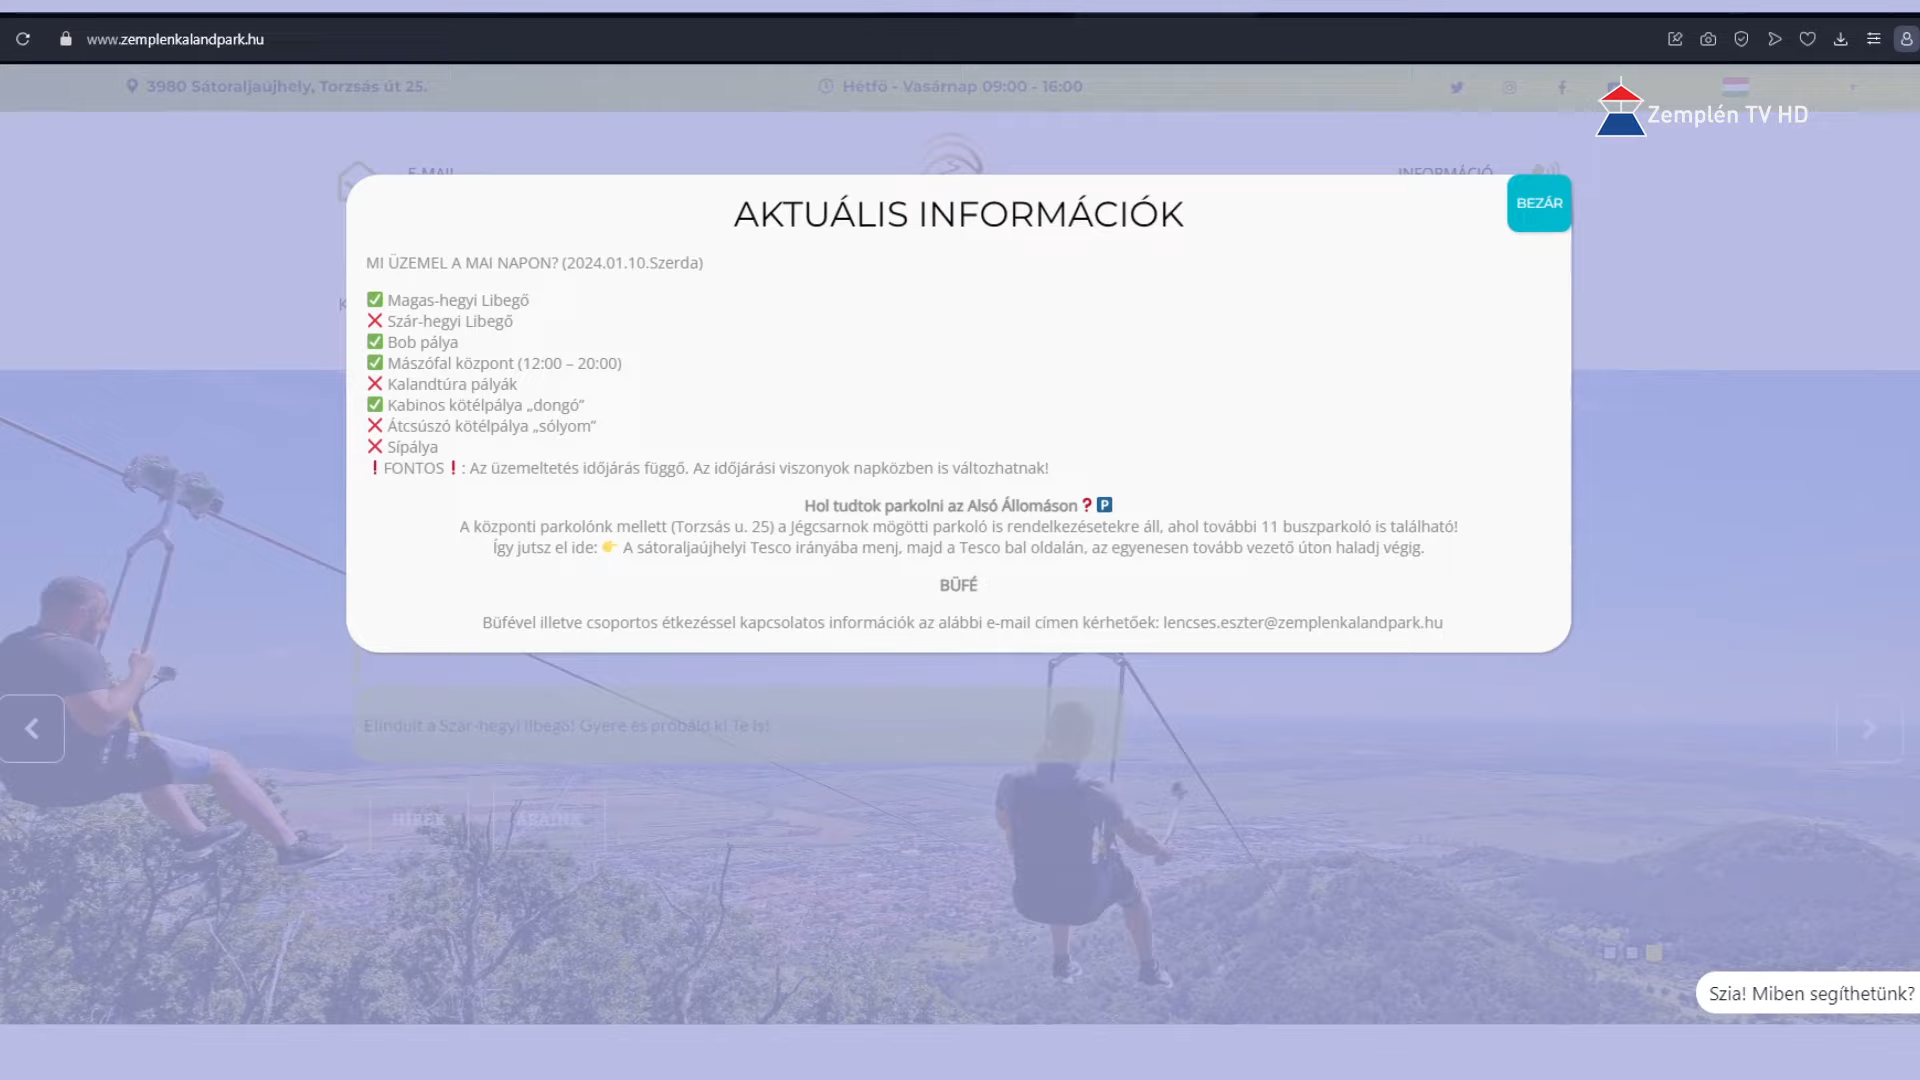 www.zemplenkalandpark.hu
3980 Sátoraljaújhely, Torzsás út 25.
Hétfő - Vasárnap 09:00 - 16:00
Zemplén TV HD
E-MAIL
INFORMÁCIÓ
BEZÁR
AKTUÁLIS INFORMÁCIÓK
MI ÜZEMEL A MAI NAPON? (2024.01.10.Szerda)
✅ Magas-hegyi Libegő
❌ Szár-hegyi Libegő
✅ Bob pálya
✅ Mászófal központ (12:00 – 20:00)
❌ Kalandtúra pályák
✅ Kabinos kötélpálya „dongó”
❌ Átcsúszó kötélpálya „sólyom”
❌ Sípálya
❗FONTOS❗: Az üzemeltetés időjárás függő. Az időjárási viszonyok napközben is változhatnak!
Hol tudtok parkolni az Alsó Állomáson❓🅿
A központi parkolónk mellett (Torzsás u. 25) a Jégcsarnok mögötti parkoló is rendelkezésetekre áll, ahol további 11 buszparkoló is található!
Így jutsz el ide: 👉 A sátoraljaújhelyi Tesco irányába menj, majd a Tesco bal oldalán, az egyenesen tovább vezető úton haladj végig.
BÜFÉ
Büfével illetve csoportos étkezéssel kapcsolatos információk az alábbi e-mail címen kérhetőek: lencses.eszter@zemplenkalandpark.hu
Elindult a Szár-hegyi libegő! Gyere és próbáld ki Te is!
HÍREK
ÁRAINK
Szia! Miben segíthetünk?